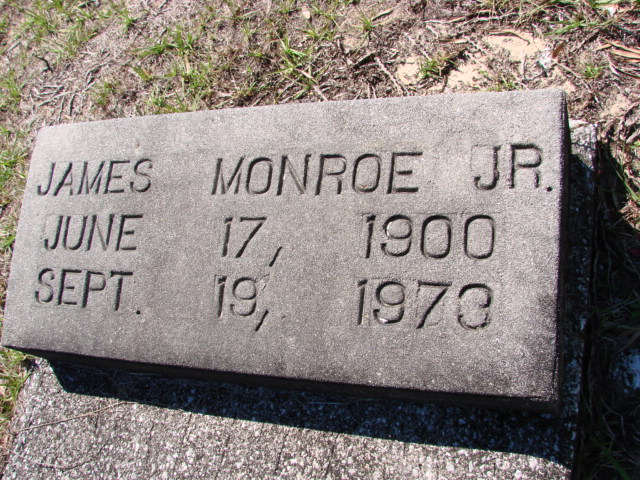 JAMES MONROE JR.
JUNE 17, 1900
SEPT. 19, 1973